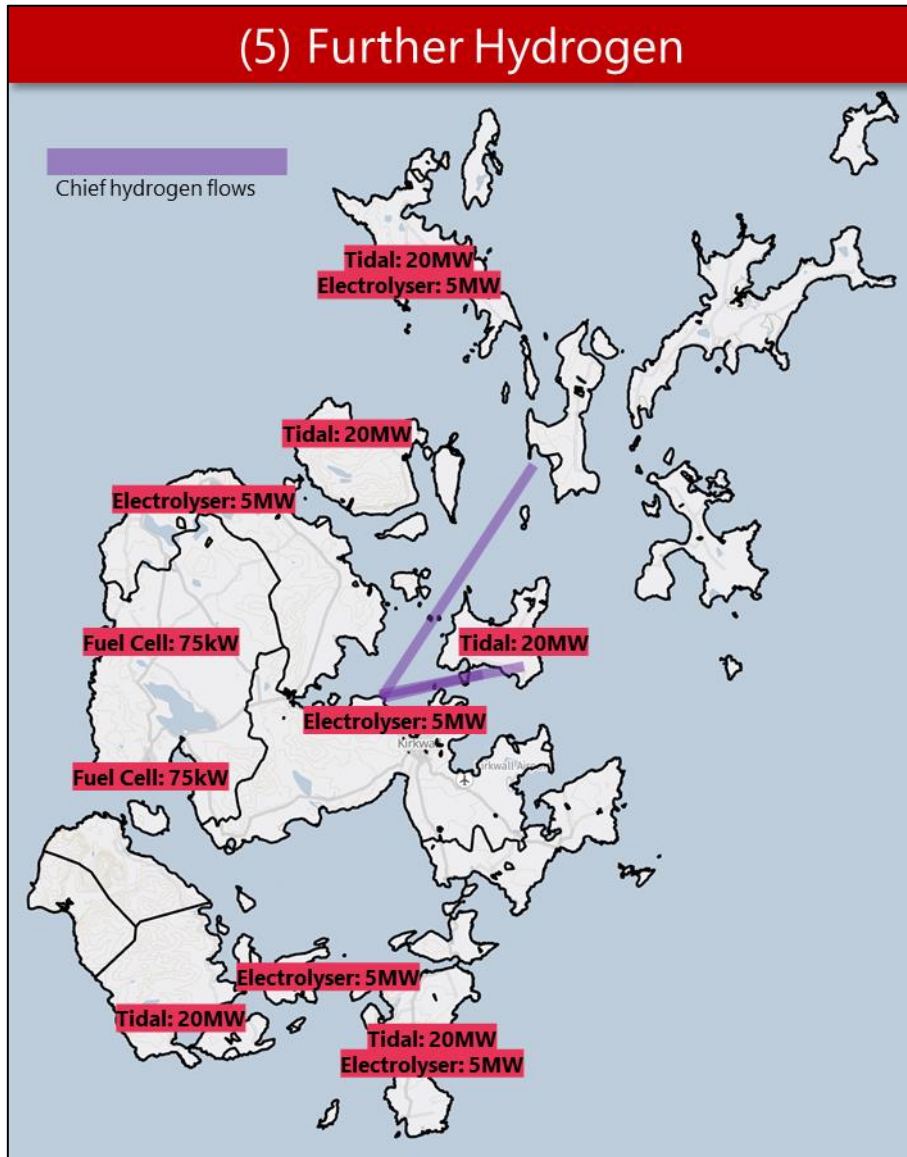 (5) Further Hydrogen
Chief hydrogen flows
Tidal: 20MW
Electrolyser: 5MW
Tidal: 20MW
Electrolyser: 5MW
Fuel Cell: 75kW
Tidal: 20MW
Electrolyser: 5MW
Fuel Cell: 75kW
Electrolyser: 5MW
Tidal: 20MW
Tidal: 20MW
Electrolyser: 5MW